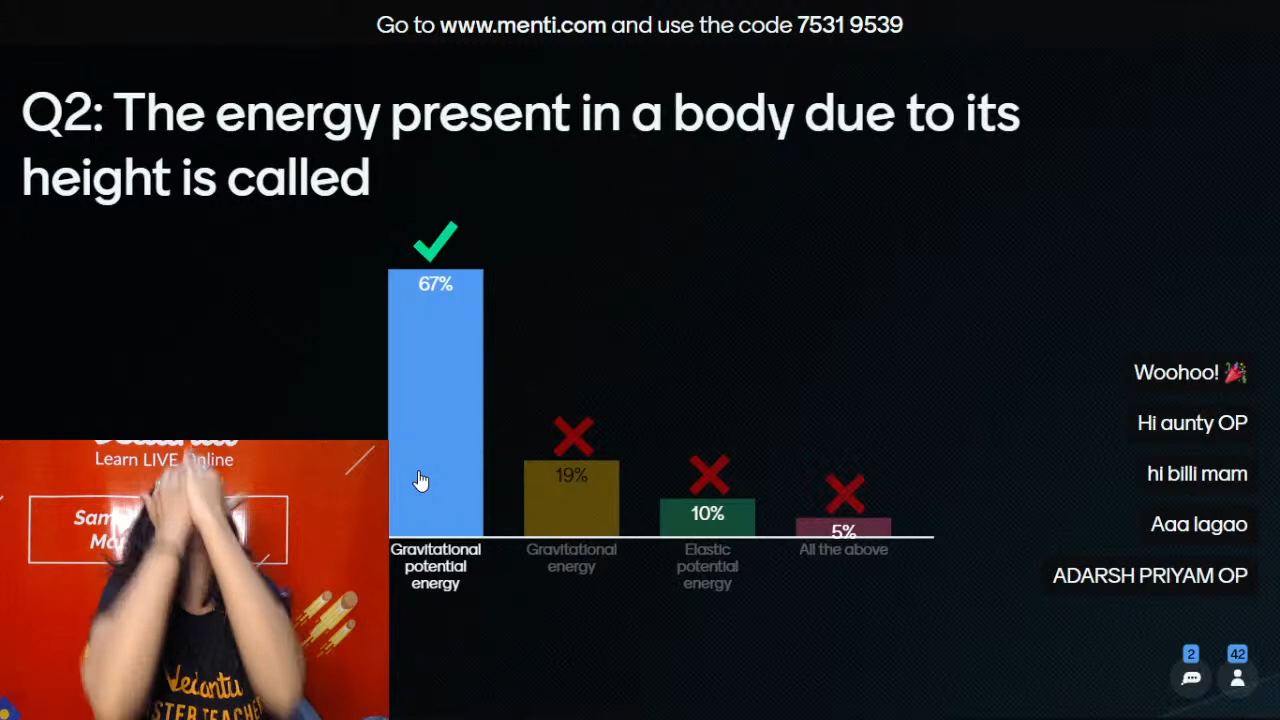 Go to www.menti.com and use the code 7531 9539
Q2: The energy present in a body due to its
height is called
67%
19%
10%
5%
Gravitational
potential
energy
Gravitational
energy
Elastic
potential
energy
All the above
Woohoo! 🎉
Hi aunty OP
hI billi mam
Aaa lagao
ADARSH PRIYAM OP
2
42
Learn LIVE Online
Vedantu